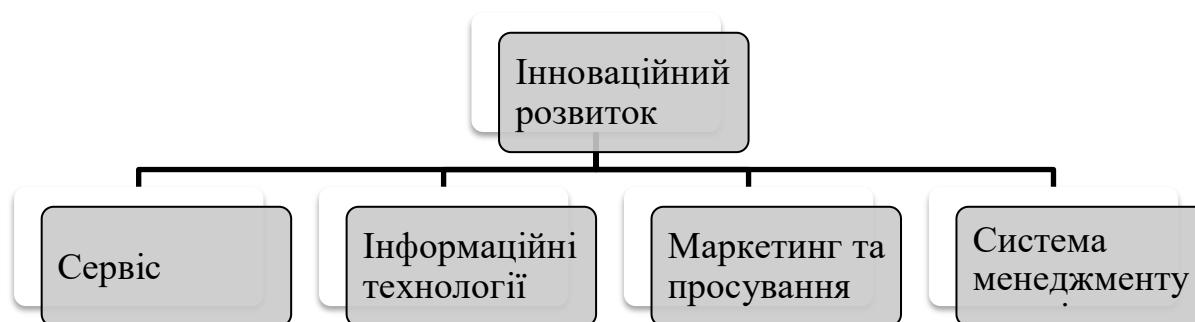 Інноваційний
розвиток
Сервіс
Інформаційні
технології
Маркетинг та
просування
Система
менеджменту